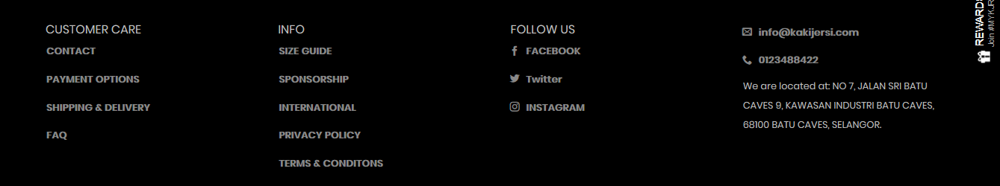 CUSTOMER CARE
CONTACT
PAYMENT OPTIONS
SHIPPING & DELIVERY
FAQ
INFO
SIZE GUIDE
SPONSORSHIP
INTERNATIONAL
PRIVACY POLICY
TERMS & CONDITONS
FOLLOW US
FACEBOOK
Twitter
INSTAGRAM
info@kakijersi.com
0123488422
We are located at: NO 7, JALAN SRI BATU
CAVES 9, KAWASAN INDUSTRI BATU CAVES,
68100 BATU CAVES, SELANGOR.
REWARDS
Join #MYKJR